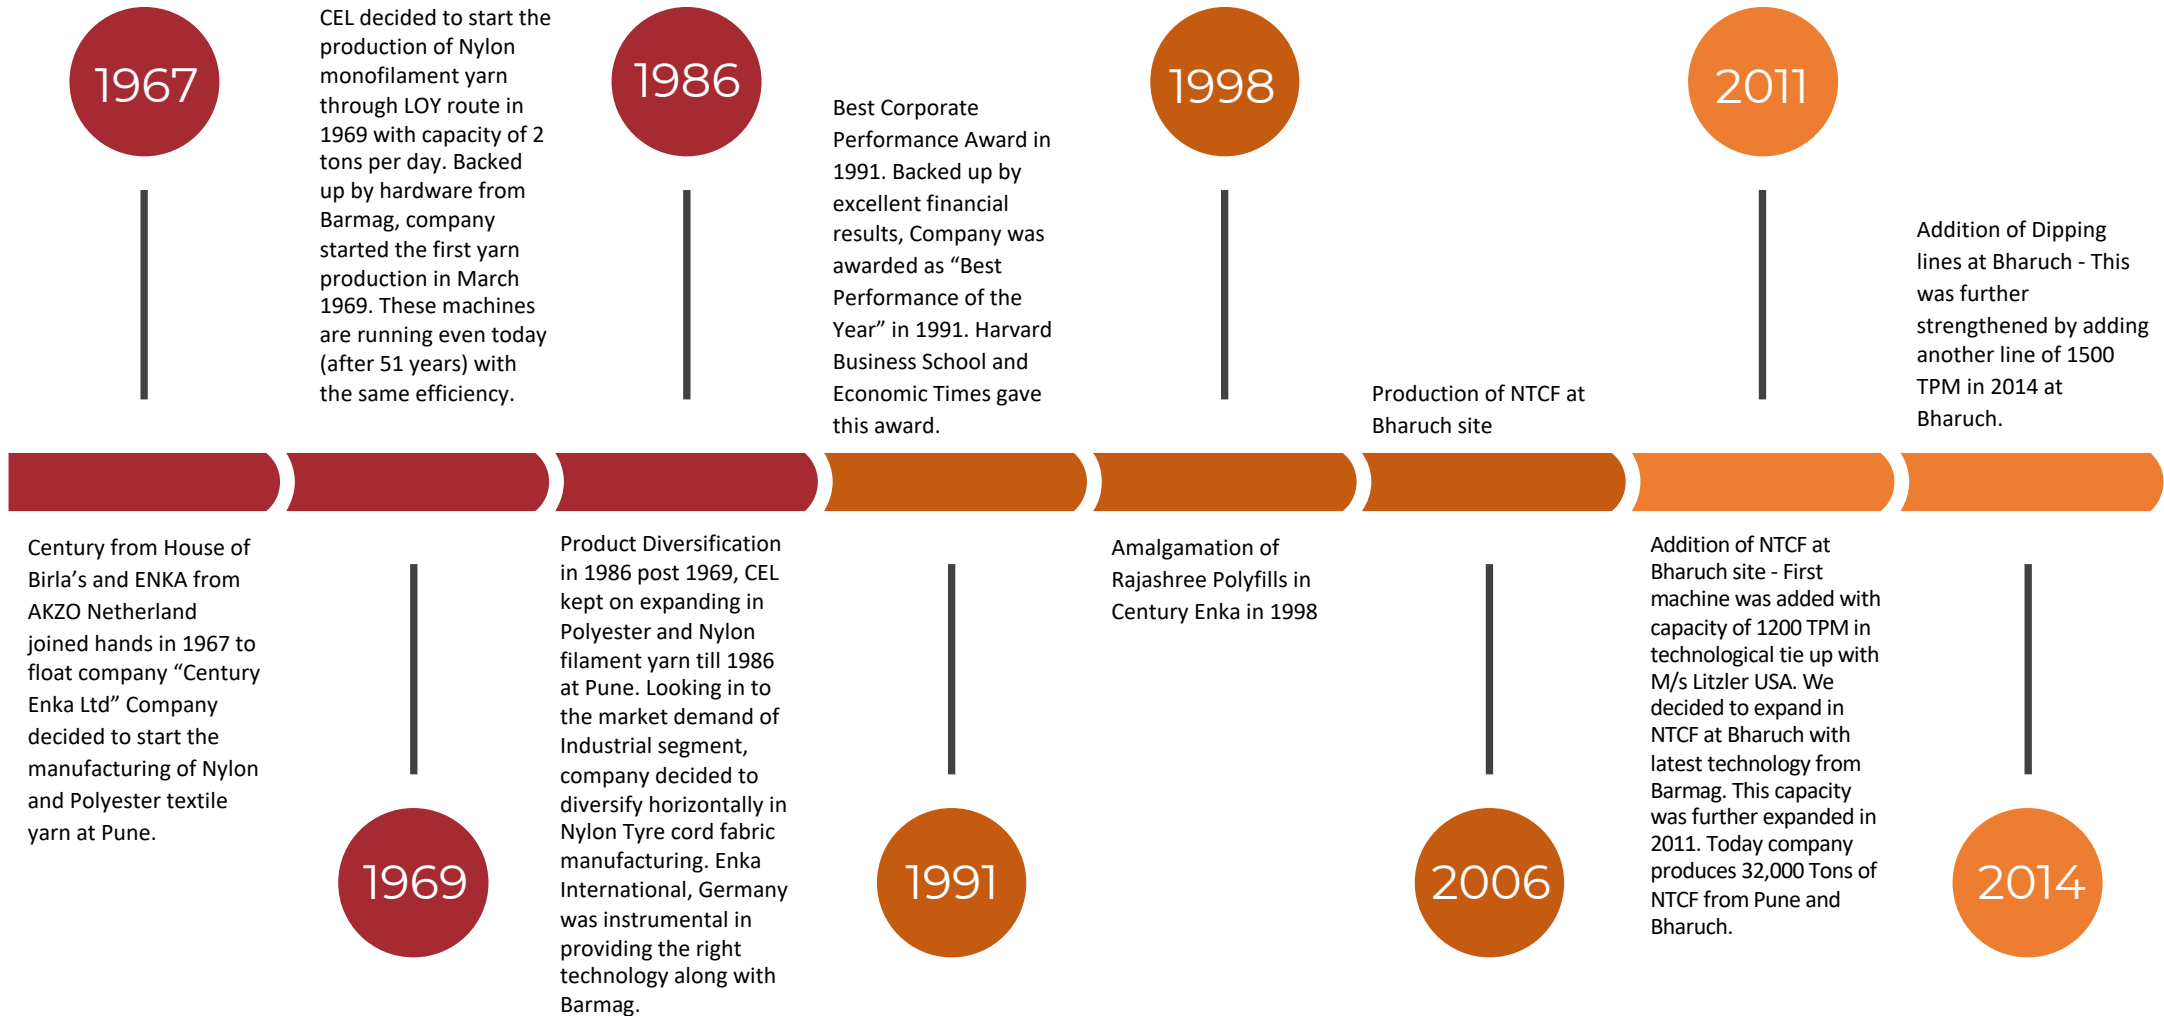 1967
Century from House of
Birla’s and ENKA from
AKZO Netherland
joined hands in 1967 to
float company “Century
Enka Ltd” Company
decided to start the
manufacturing of Nylon
and Polyester textile
yarn at Pune.
CEL decided to start the
production of Nylon
monofilament yarn
through LOY route in
1969 with capacity of 2
tons per day. Backed
up by hardware from
Barmag, company
started the first yarn
production in March
1969. These machines
are running even today
(after 51 years) with
the same efficiency.
1969
1986
Product Diversification
in 1986 post 1969, CEL
kept on expanding in
Polyester and Nylon
filament yarn till 1986
at Pune. Looking in to
the market demand of
Industrial segment,
company decided to
diversify horizontally in
Nylon Tyre cord fabric
manufacturing. Enka
International, Germany
was instrumental in
providing the right
technology along with
Barmag.
Best Corporate
Performance Award in
1991. Backed up by
excellent financial
results, Company was
awarded as “Best
Performance of the
Year” in 1991. Harvard
Business School and
Economic Times gave
this award.
1991
1998
Amalgamation of
Rajashree Polyfills in
Century Enka in 1998
Production of NTCF at
Bharuch site
2006
2011
Addition of NTCF at
Bharuch site - First
machine was added with
capacity of 1200 TPM in
technological tie up with
M/s Litzler USA. We
decided to expand in
NTCF at Bharuch with
latest technology from
Barmag. This capacity
was further expanded in
2011. Today company
produces 32,000 Tons of
NTCF from Pune and
Bharuch.
Addition of Dipping
lines at Bharuch - This
was further
strengthened by adding
another line of 1500
TPM in 2014 at
Bharuch.
2014